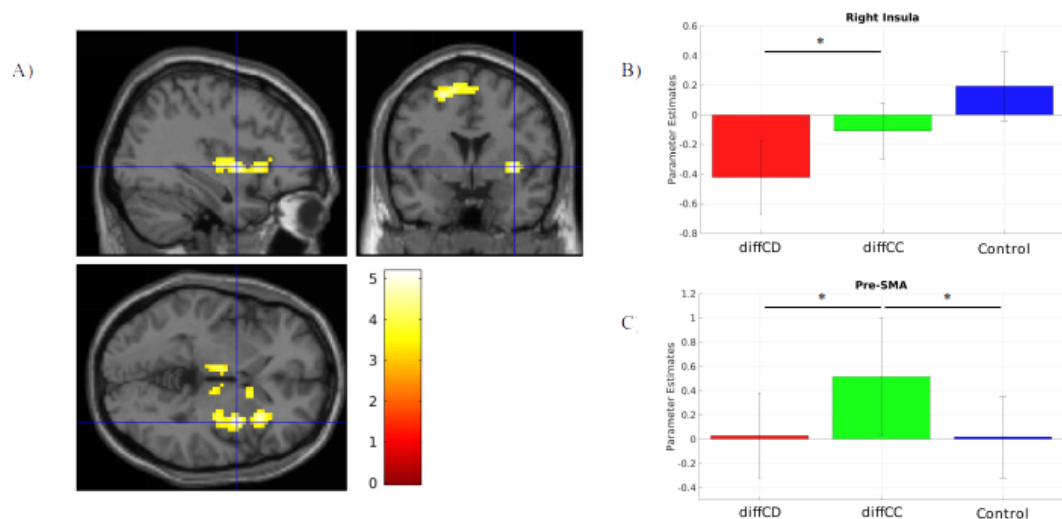 A)
5
4
3
2
1
0
B)
Right Insula
Parameter Estimates
0.6
0.4
0.2
0
-0.2
-0.4
-0.6
-0.8
*
diffCD diffCC Control
C)
Pre-SMA
Parameter Estimates
1.2
1
0.8
0.6
0.4
0.2
0
-0.2
-0.4
* *
diffCD diffCC Control